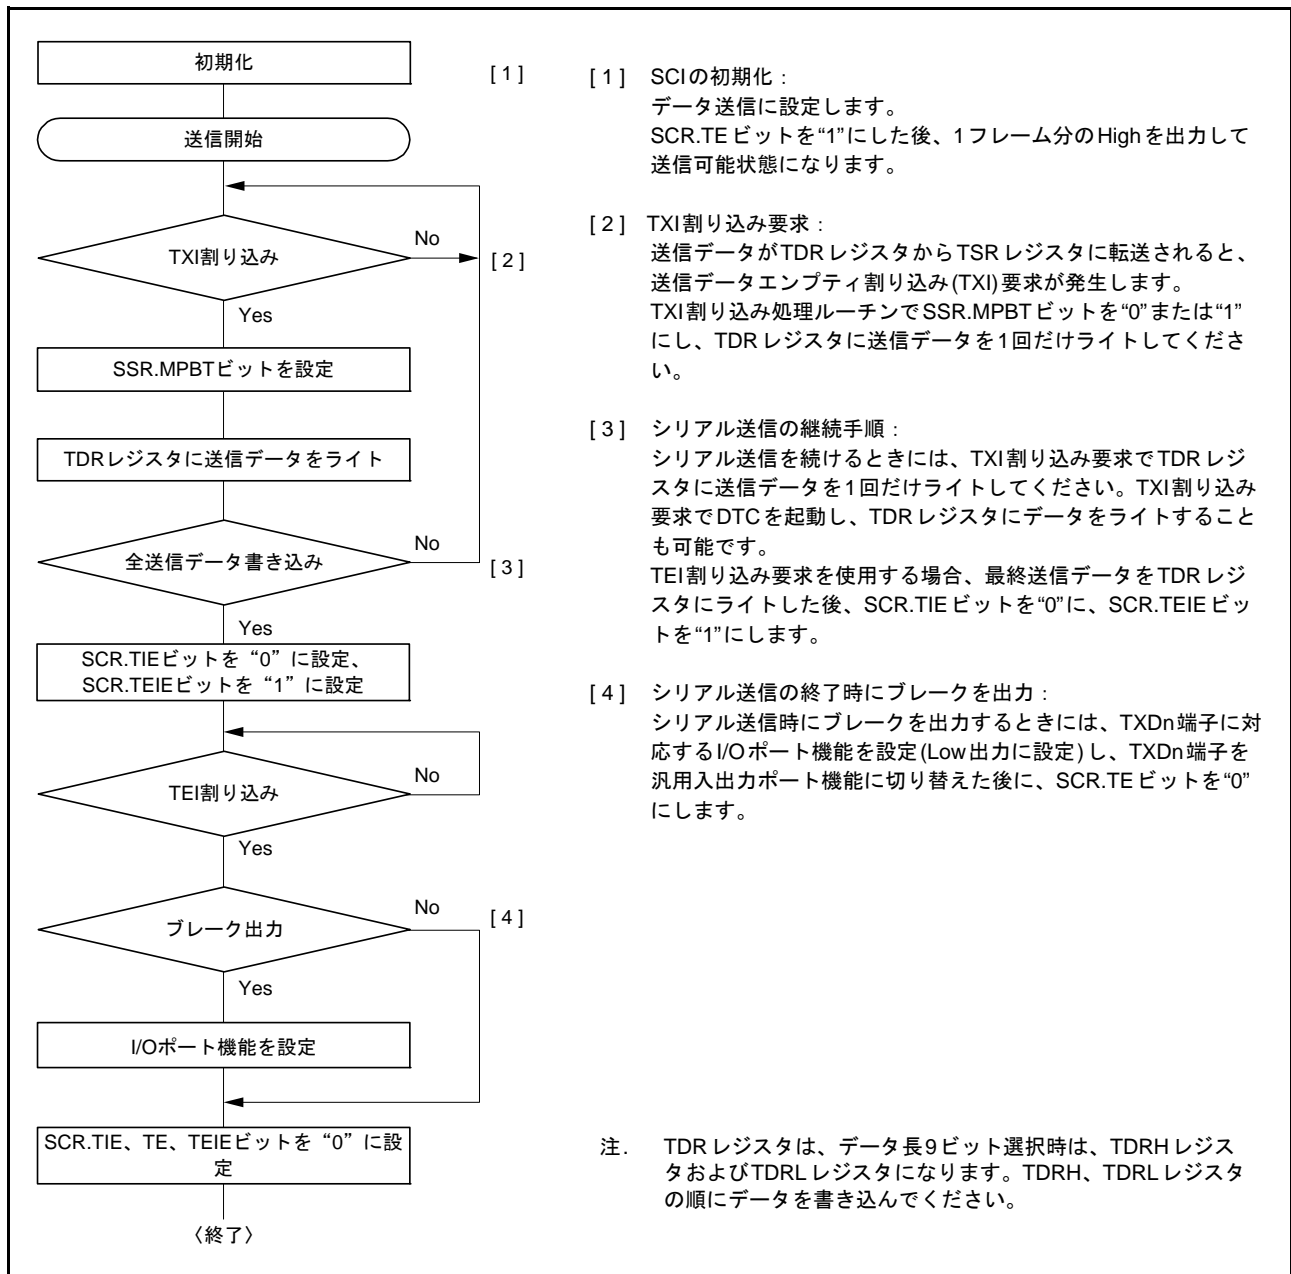 初期化
[ 1 ]
送信開始
TXI割り込み
No
[ 2 ]
Yes
SSR.MPBTビットを設定
TDRレジスタに送信データをライト
全送信データ書き込み
No
[ 3 ]
Yes
SCR.TIEビットを“0”に設定、
SCR.TEIEビットを“1”に設定
TEI割り込み
No
Yes
ブレーク出力
No
[ 4 ]
Yes
I/Oポート機能を設定
SCR.TIE、TE、TEIEビットを“0”に設
定
〈終了〉
[ 1 ] SCIの初期化：
データ送信に設定します。
SCR.TEビットを“1”にした後、1フレーム分のHighを出力して
送信可能状態になります。
[ 2 ] TXI割り込み要求：
送信データがTDRレジスタからTSRレジスタに転送されると、
送信データエンプティ割り込み(TXI)要求が発生します。
TXI割り込み処理ルーチンでSSR.MPBTビットを“0”または“1”
にし、TDRレジスタに送信データを1回だけライトしてくださ
い。
[ 3 ] シリアル送信の継続手順：
シリアル送信を続けるときには、TXI割り込み要求でTDRレジ
スタに送信データを1回だけライトしてください。TXI割り込み
要求でDTCを起動し、TDRレジスタにデータをライトすること
も可能です。
TEI割り込み要求を使用する場合、最終送信データをTDRレジ
スタにライトした後、SCR.TIEビットを“0”に、SCR.TEIEビッ
トを“1”にします。
[ 4 ] シリアル送信の終了時にブレークを出力：
シリアル送信時にブレークを出力するときには、TXDn端子に対
応するI/Oポート機能を設定(Low出力に設定)し、TXDn端子を
汎用入出力ポート機能に切り替えた後に、SCR.TEビットを“0”
にします。
注. TDRレジスタは、データ長9ビット選択時は、TDRHレジス
タおよびTDRLレジスタになります。TDRH、TDRLレジスタ
の順にデータを書き込んでください。